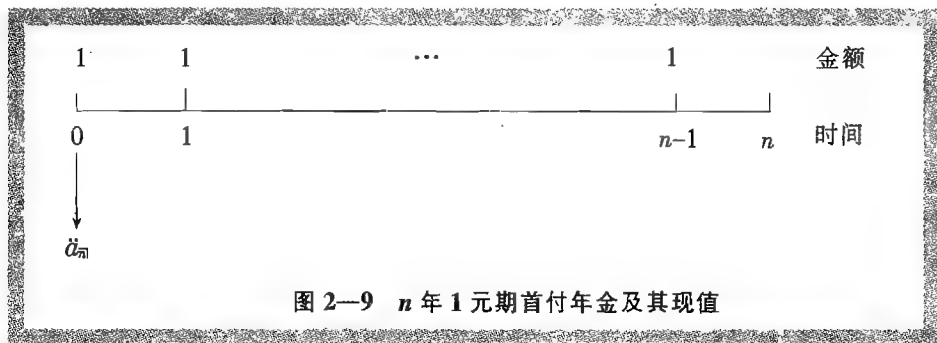 1 1 ⋯ 1 金额
0 1 n-1 n 时间
ä_n̅|
图 2—9 n 年 1 元期首付年金及其现值